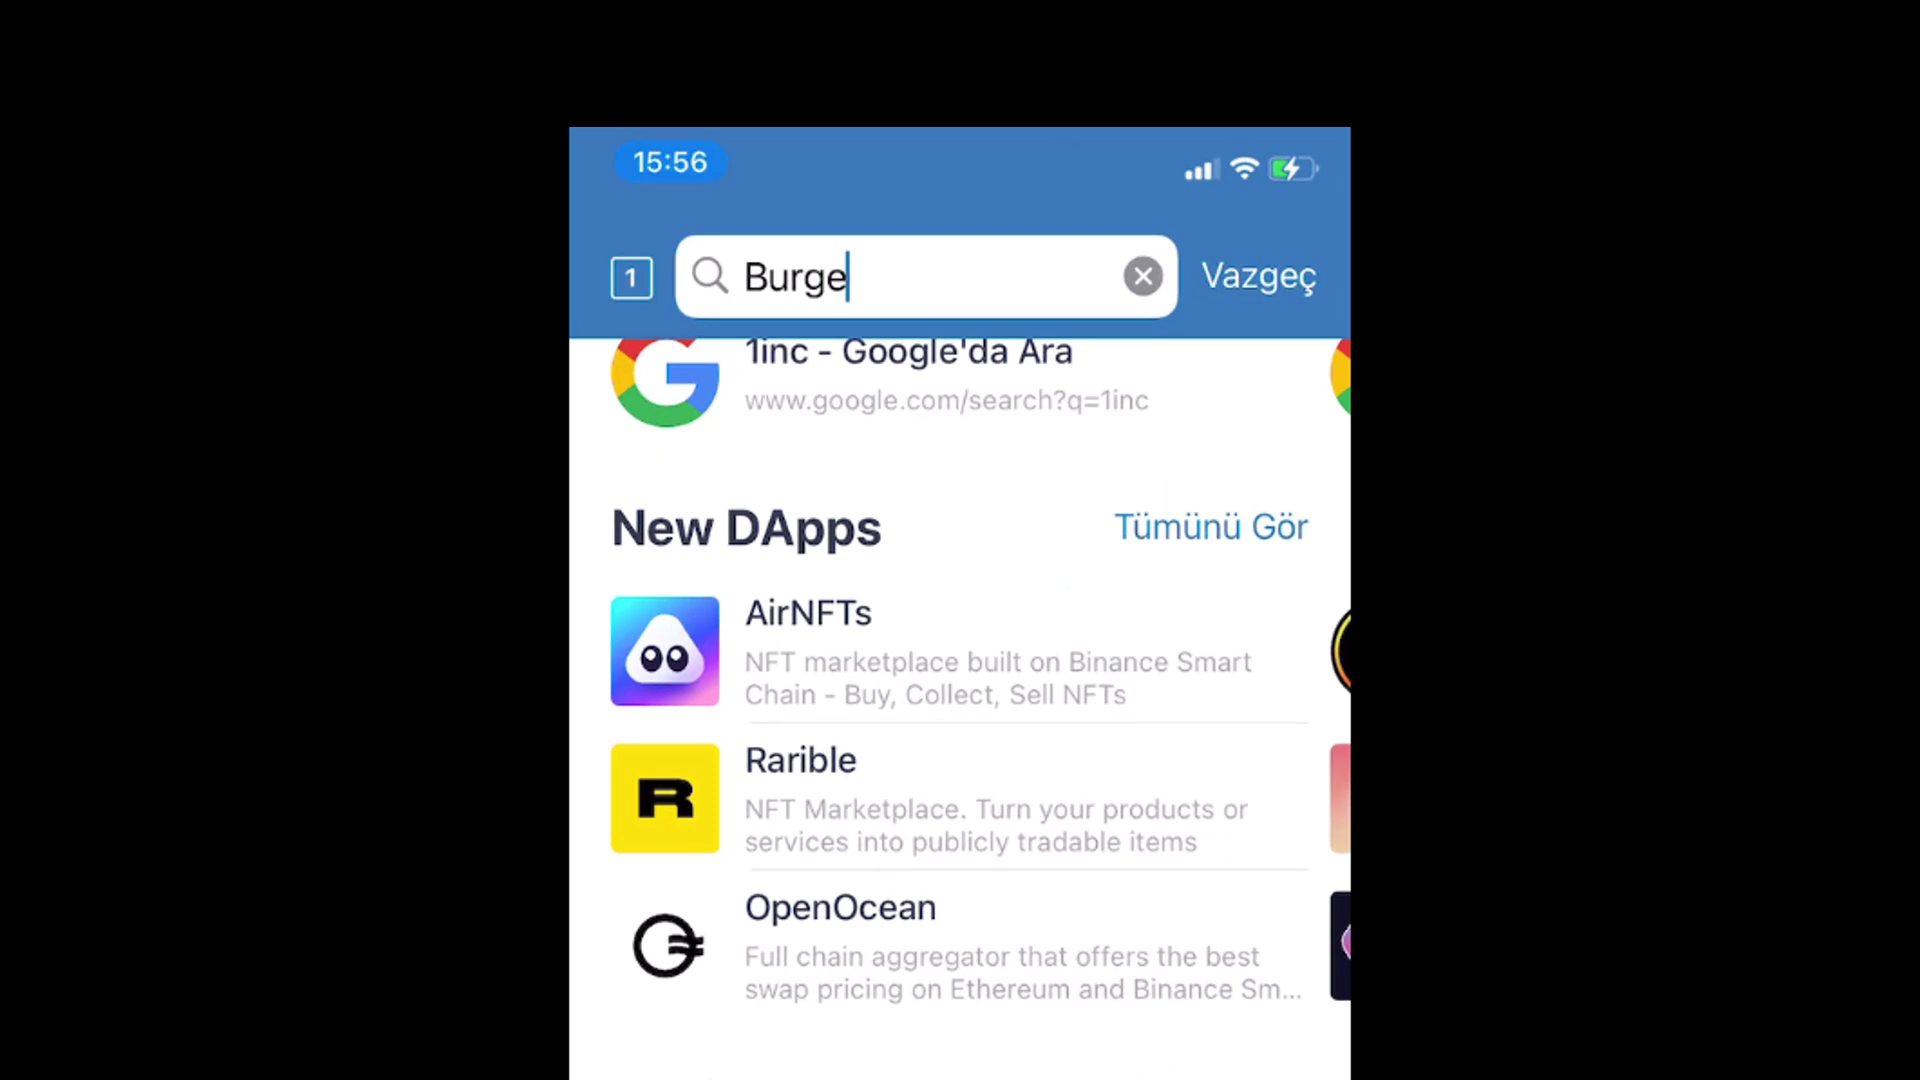 15:56
1
Burge
Vazgeç
1inc - Google'da Ara
www.google.com/search?q=1inc
New DApps
Tümünü Gör
AirNFTs
NFT marketplace built on Binance Smart
Chain - Buy, Collect, Sell NFTs
Rarible
NFT Marketplace. Turn your products or
services into publicly tradable items
OpenOcean
Full chain aggregator that offers the best
swap pricing on Ethereum and Binance Sm...